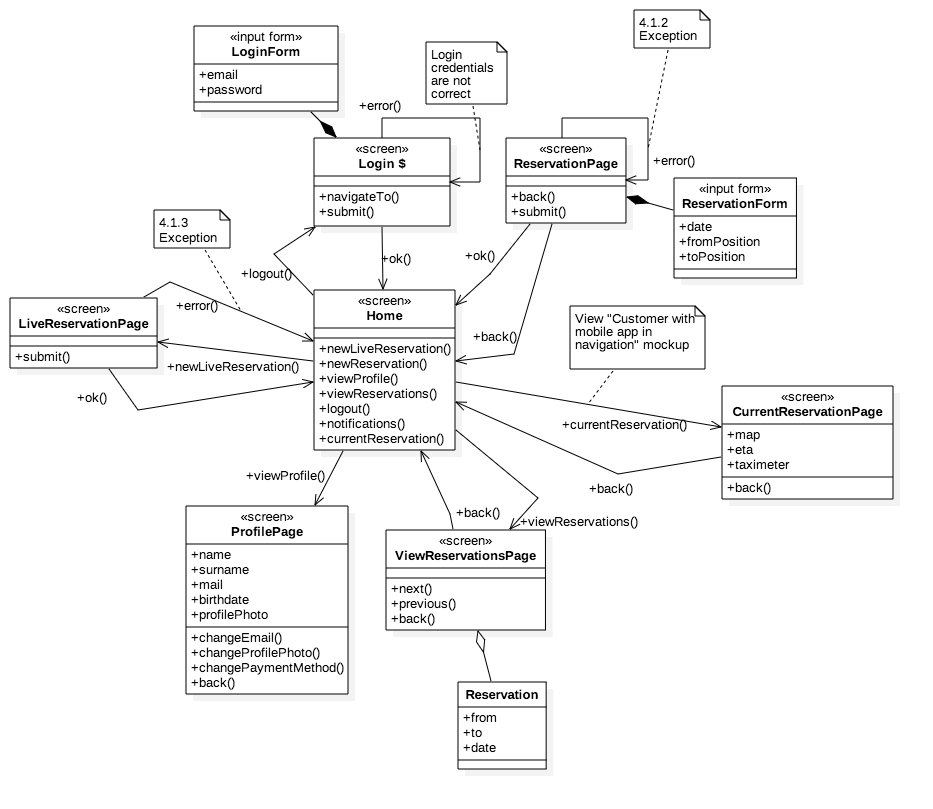 «input form»
LoginForm
+email
+password
Login
credentials
are not
correct
4.1.2
Exception
+error()
«screen»
Login $
+navigateTo()
+submit()
«screen»
ReservationPage
+back()
+submit()
+error()
«input form»
ReservationForm
+date
+fromPosition
+toPosition
4.1.3
Exception
+logout()
+ok()
+ok()
+back()
«screen»
LiveReservationPage
+submit()
+error()
+newLiveReservation()
+ok()
«screen»
Home
+newLiveReservation()
+newReservation()
+viewProfile()
+viewReservations()
+logout()
+notifications()
+currentReservation()
View "Customer with
mobile app in
navigation" mockup
+currentReservation()
«screen»
CurrentReservationPage
+map
+eta
+taximeter
+back()
+back()
+viewProfile()
+back()
+viewReservations()
«screen»
ProfilePage
+name
+surname
+mail
+birthdate
+profilePhoto
+changeEmail()
+changeProfilePhoto()
+changePaymentMethod()
+back()
«screen»
ViewReservationsPage
+next()
+previous()
+back()
Reservation
+from
+to
+date